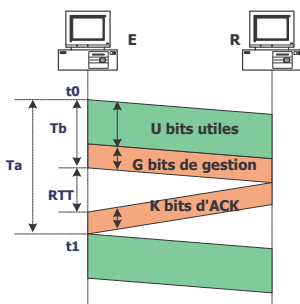 E
R
t0
U bits utiles
Tb
G bits de gestion
Ta
RTT
K bits d'ACK
t1